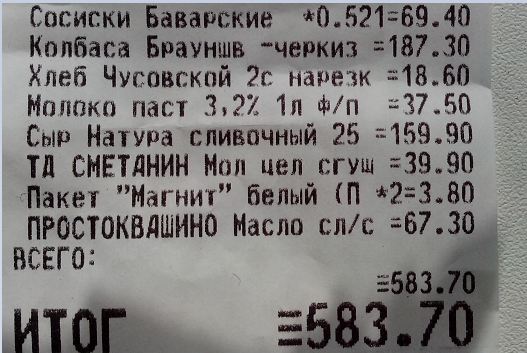 Сосиски Баварские *0.521=69.40
Колбаса Брауншв -черкиз =187.30
Хлеб Чусовской 2с нарезк =18.60
Молоко паст 3,2% 1л ф/п =37.50
Сыр Натура сливочный 25 =159.90
ТД СМЕТАНИН Мол цел сгущ =39.90
Пакет "Магнит" белый (П *2=3.80
ПРОСТОКВАШИНО Масло сл/с =67.30
ВСЕГО:
≡583.70
ИТОГ ≡583.70